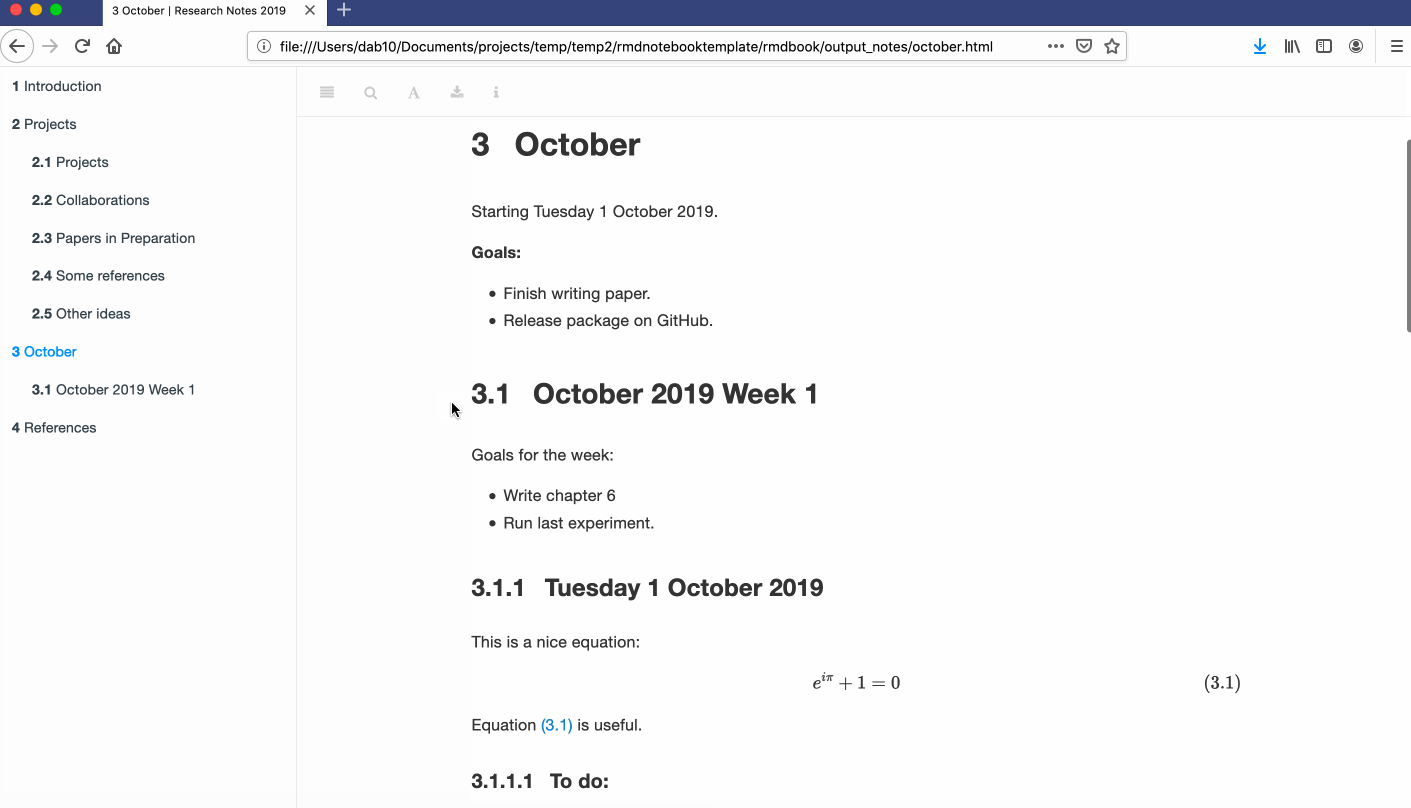 3 October | Research Notes 2019
file:///Users/dab10/Documents/projects/temp/temp2/rmdnotebooktemplate/rmdbook/output_notes/october.html
1 Introduction
2 Projects
2.1 Projects
2.2 Collaborations
2.3 Papers in Preparation
2.4 Some references
2.5 Other ideas
3 October
3.1 October 2019 Week 1
4 References
A
3 October
Starting Tuesday 1 October 2019.
Goals:
• Finish writing paper.
• Release package on GitHub.
3.1 October 2019 Week 1
Goals for the week:
• Write chapter 6
• Run last experiment.
3.1.1 Tuesday 1 October 2019
This is a nice equation:
e^{iπ} + 1 = 0 (3.1)
Equation (3.1) is useful.
3.1.1.1 To do: